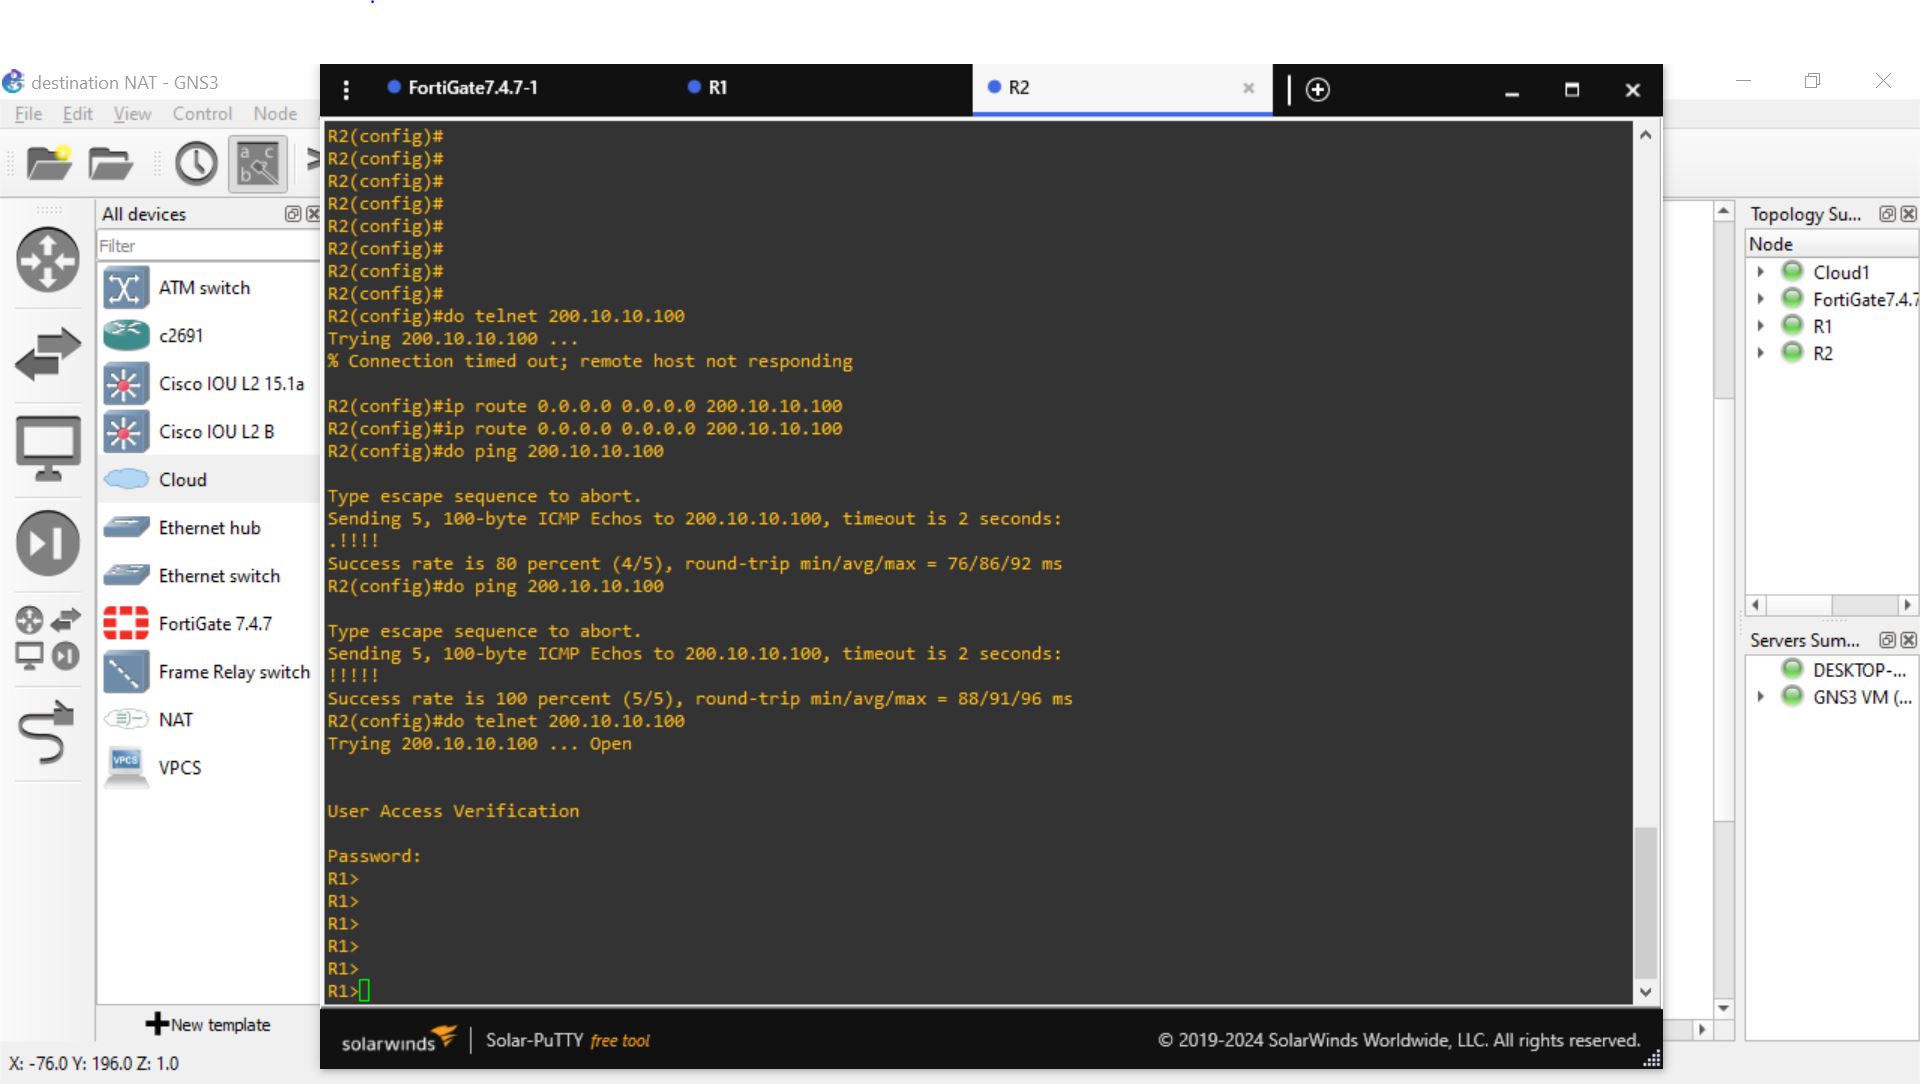 destination NAT - GNS3
File Edit View Control Node
All devices
Filter
ATM switch
c2691
Cisco IOU L2 15.1a
Cisco IOU L2 B
Cloud
Ethernet hub
Ethernet switch
FortiGate 7.4.7
Frame Relay switch
NAT
VPCS
VPCS
New template
X: -76.0 Y: 196.0 Z: 1.0
FortiGate7.4.7-1
R1
R2
R2(config)#
R2(config)#
R2(config)#
R2(config)#
R2(config)#
R2(config)#
R2(config)#
R2(config)#
R2(config)#do telnet 200.10.10.100
Trying 200.10.10.100 ...
% Connection timed out; remote host not responding
R2(config)#ip route 0.0.0.0 0.0.0.0 200.10.10.100
R2(config)#ip route 0.0.0.0 0.0.0.0 200.10.10.100
R2(config)#do ping 200.10.10.100
Type escape sequence to abort.
Sending 5, 100-byte ICMP Echos to 200.10.10.100, timeout is 2 seconds:
.!!!!
Success rate is 80 percent (4/5), round-trip min/avg/max = 76/86/92 ms
R2(config)#do ping 200.10.10.100
Type escape sequence to abort.
Sending 5, 100-byte ICMP Echos to 200.10.10.100, timeout is 2 seconds:
!!!!!
Success rate is 100 percent (5/5), round-trip min/avg/max = 88/91/96 ms
R2(config)#do telnet 200.10.10.100
Trying 200.10.10.100 ... Open
User Access Verification
Password:
R1>
R1>
R1>
R1>
R1>
R1>
solarwinds
Solar-PuTTY free tool
© 2019-2024 SolarWinds Worldwide, LLC. All rights reserved.
Topology Su...
Node
Cloud1
FortiGate7.4.7
R1
R2
Servers Sum...
DESKTOP-...
GNS3 VM (...